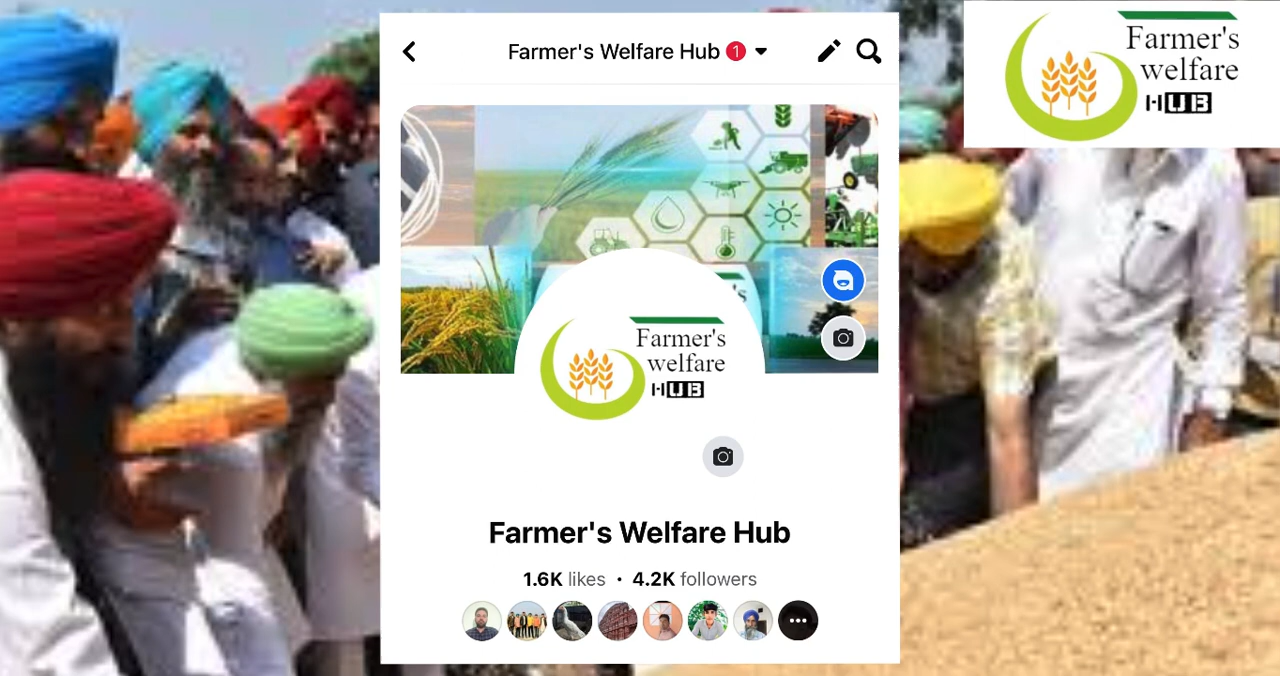 Farmer's Welfare Hub 1
Farmer's
welfare
HUB
Farmer's
welfare
HUB
Farmer's Welfare Hub
1.6K likes • 4.2K followers